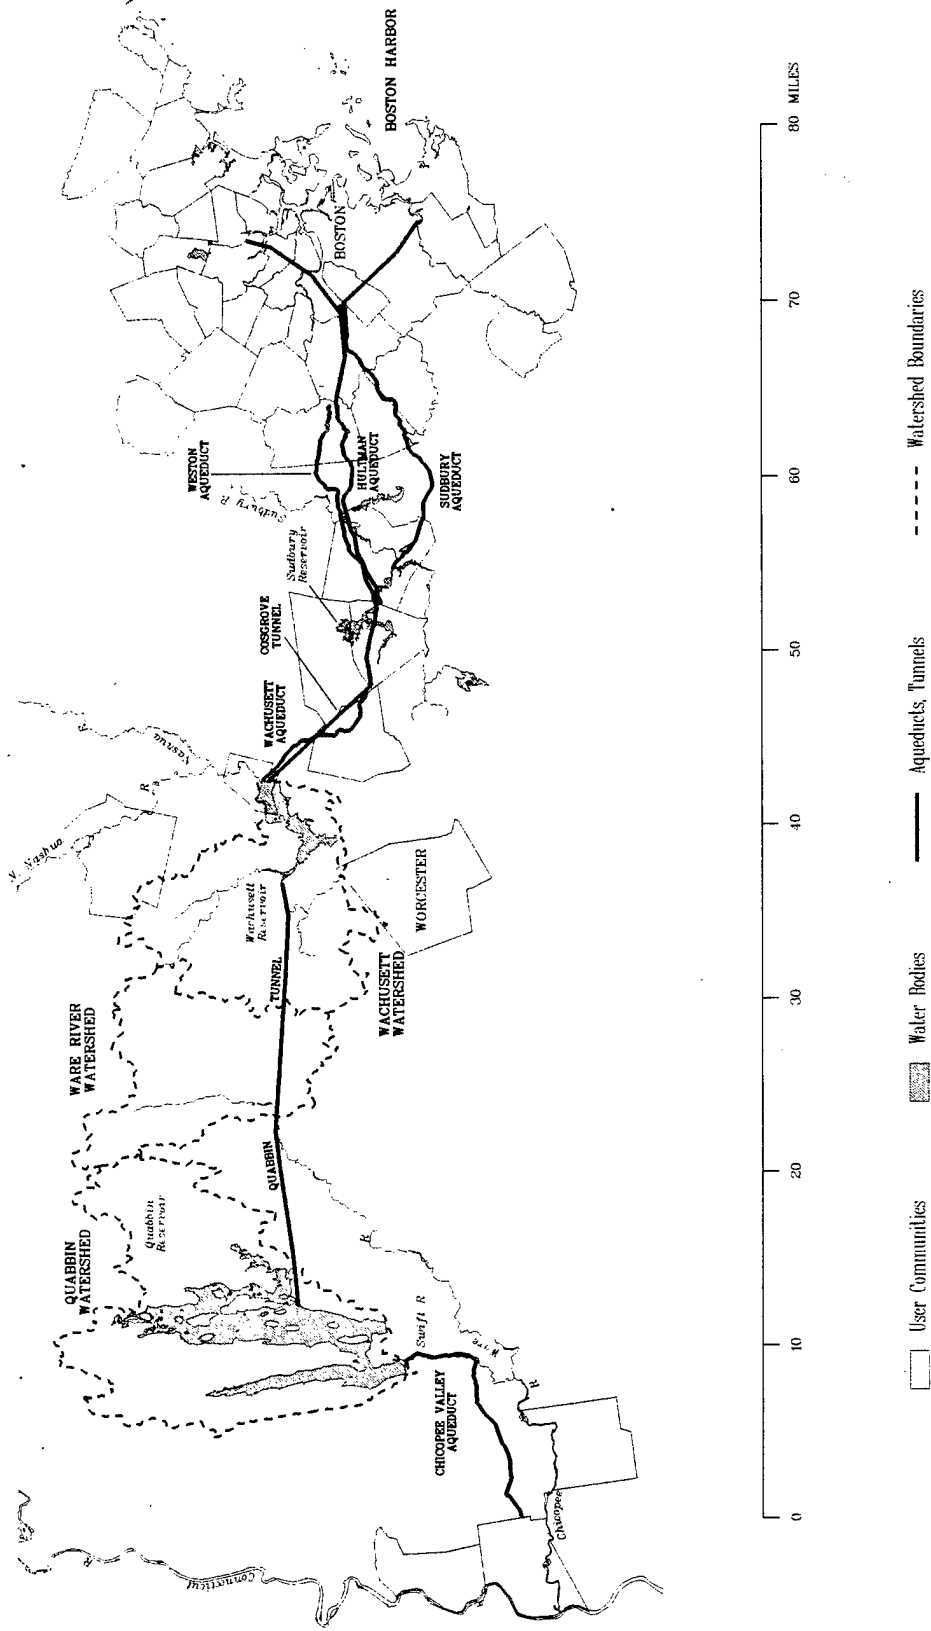 QUABBIN
WATERSHED
WARE RIVER
WATERSHED
N. Nashua
R
Nashua
R
WACHUSETT
AQUEDUCT
COSGROVE
TUNNEL
Sudbury
Reservoir
Sudbury R
WESTON
AQUEDUCT
HULTMAN
AQUEDUCT
SUDBURY
AQUEDUCT
BOSTON
BOSTON HARBOR
Quabbin
Reservoir
QUABBIN
TUNNEL
Wachusett
Reservoir
WACHUSETT
WATERSHED
WORCESTER
Connecticut
R
CHICOPEE VALLEY
AQUEDUCT
Swift R
Ware
R
R
Chicopee
0
10
20
30
40
50
60
70
80 MILES
User Communities
Water Bodies
Aqueducts, Tunnels
Watershed Boundaries